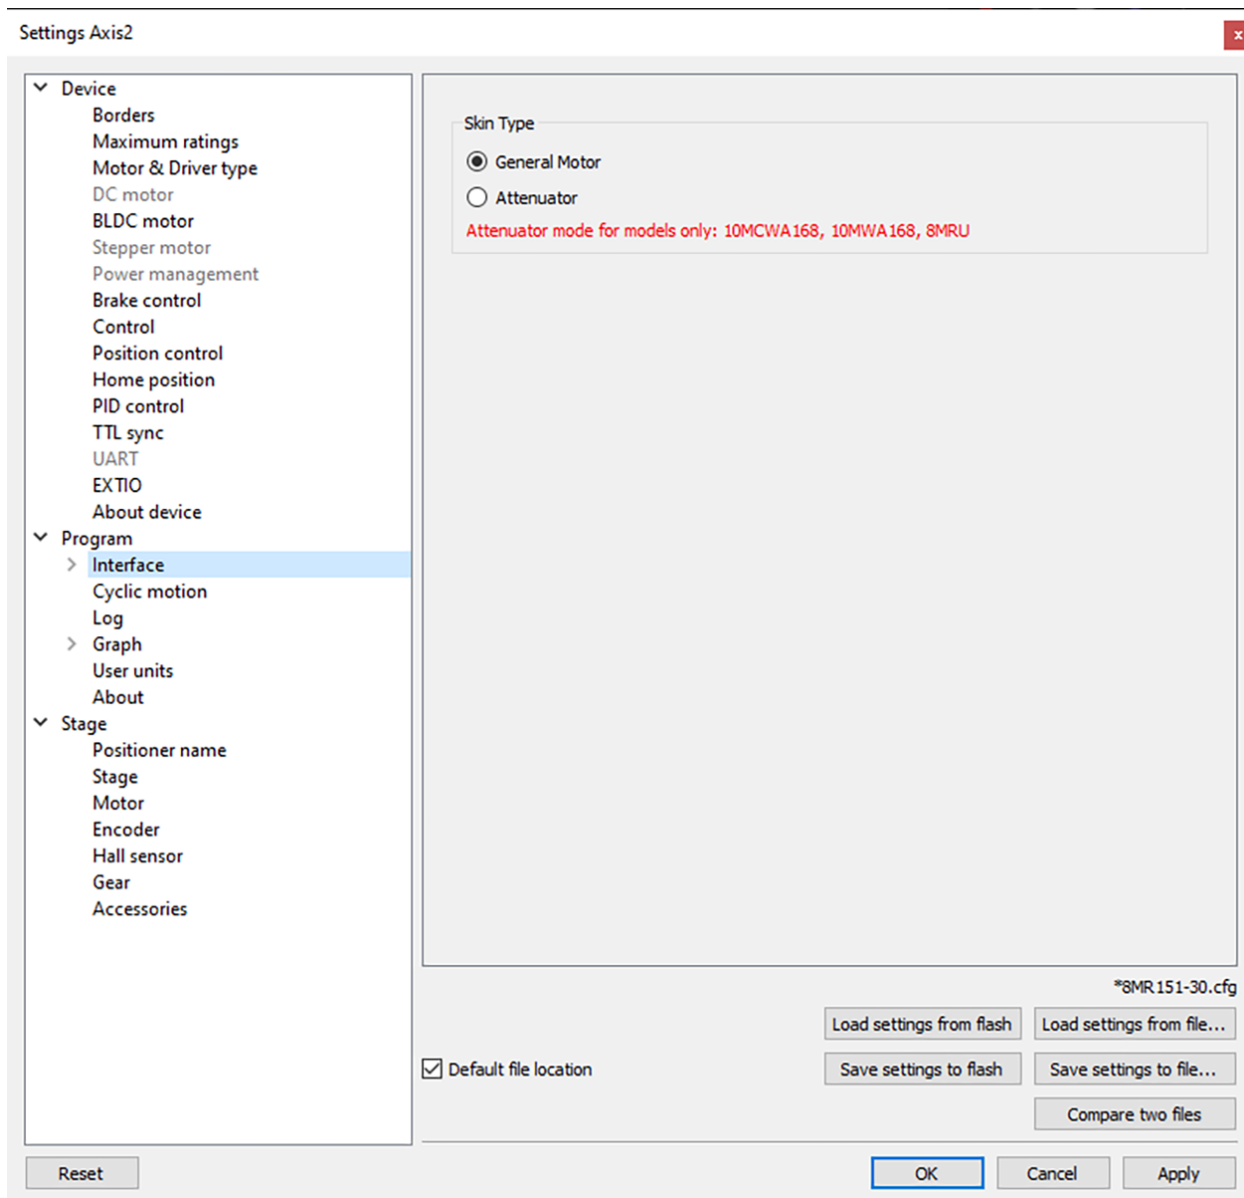 Settings Axis2
x
Device
Borders
Maximum ratings
Motor & Driver type
DC motor
BLDC motor
Stepper motor
Power management
Brake control
Control
Position control
Home position
PID control
TTL sync
UART
EXTIO
About device
Program
Interface
Cyclic motion
Log
Graph
User units
About
Stage
Positioner name
Stage
Motor
Encoder
Hall sensor
Gear
Accessories
Skin Type
General Motor
Attenuator
Attenuator mode for models only: 10MCWA168, 10MWA168, 8MRU
*8MR151-30.cfg
Load settings from flash
Load settings from file...
Default file location
Save settings to flash
Save settings to file...
Compare two files
Reset
OK
Cancel
Apply